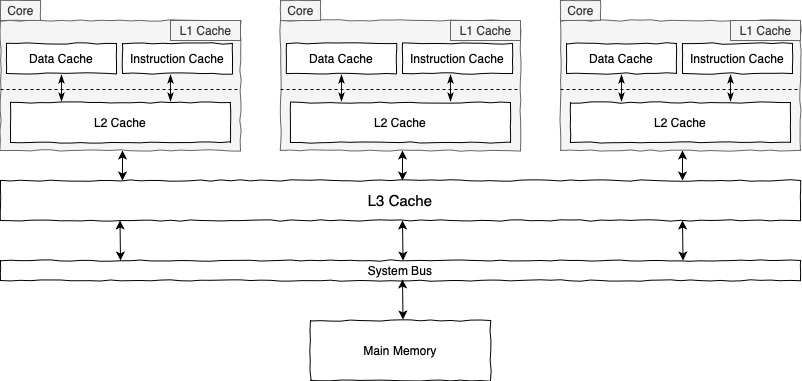 Core
Core
Core
L1 Cache
L1 Cache
L1 Cache
Data Cache
Instruction Cache
Data Cache
Instruction Cache
Data Cache
Instruction Cache
L2 Cache
L2 Cache
L2 Cache
L3 Cache
System Bus
Main Memory